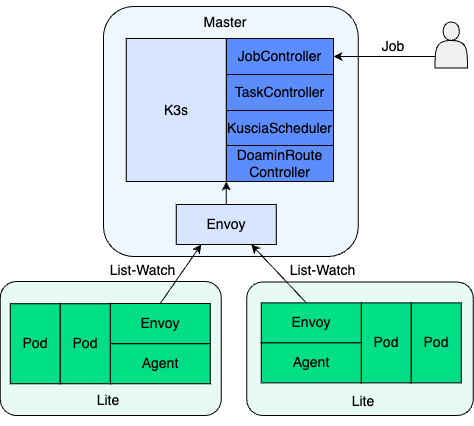 Master
Job
JobController
TaskController
K3s
KusciaScheduler
DoaminRoute
Controller
Envoy
List-Watch
List-Watch
Pod
Pod
Envoy
Agent
Lite
Envoy
Agent
Pod
Pod
Lite